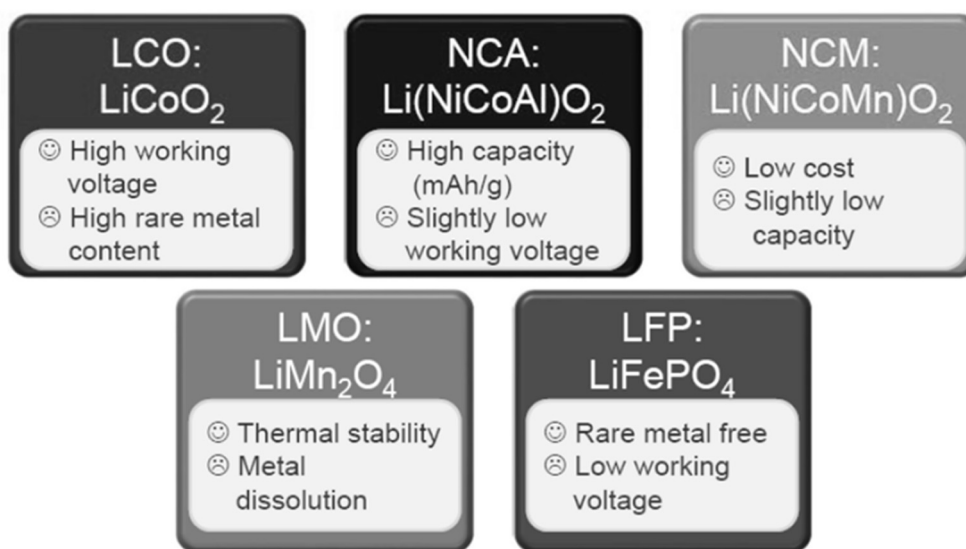 LCO:
LiCoO₂
☺ High working
voltage
☹ High rare metal
content
NCA:
Li(NiCoAl)O₂
☺ High capacity
(mAh/g)
☹ Slightly low
working voltage
NCM:
Li(NiCoMn)O₂
☺ Low cost
☹ Slightly low
capacity
LMO:
LiMn₂O₄
☺ Thermal stability
☹ Metal
dissolution
LFP:
LiFePO₄
☺ Rare metal free
☹ Low working
voltage